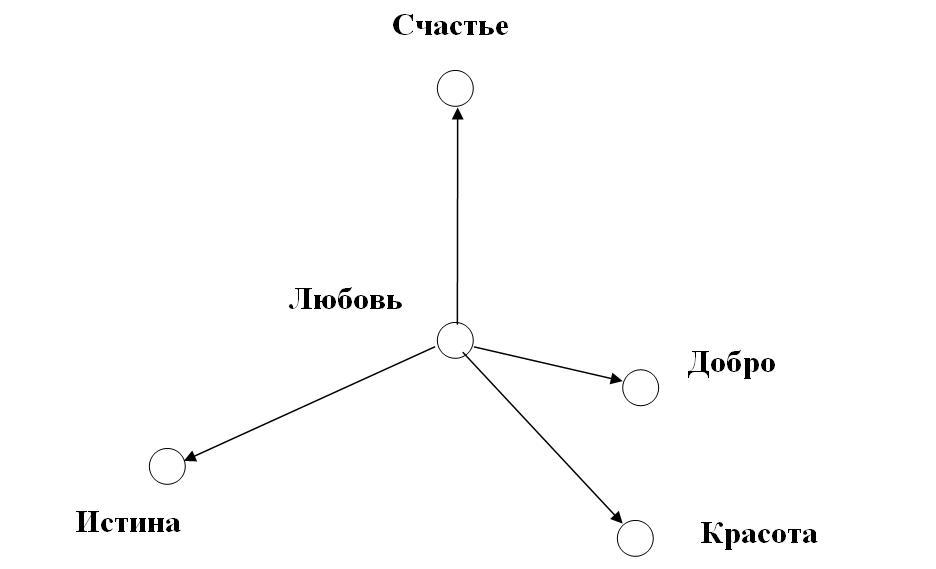 Счастье
Любовь
Добро
Истина
Красота